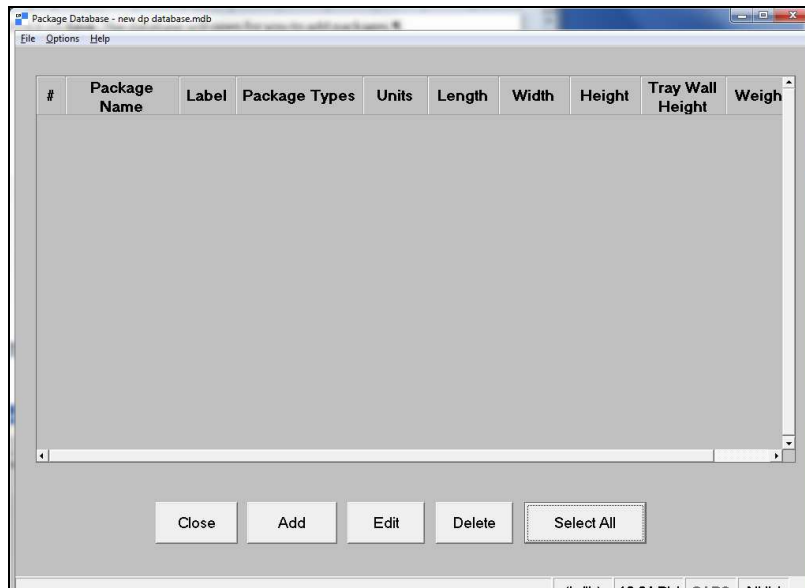 Package Database - new dp database.mdb
File Options Help
# Package Name Label Package Types Units Length Width Height Tray Wall Height Weigh
Close Add Edit Delete Select All